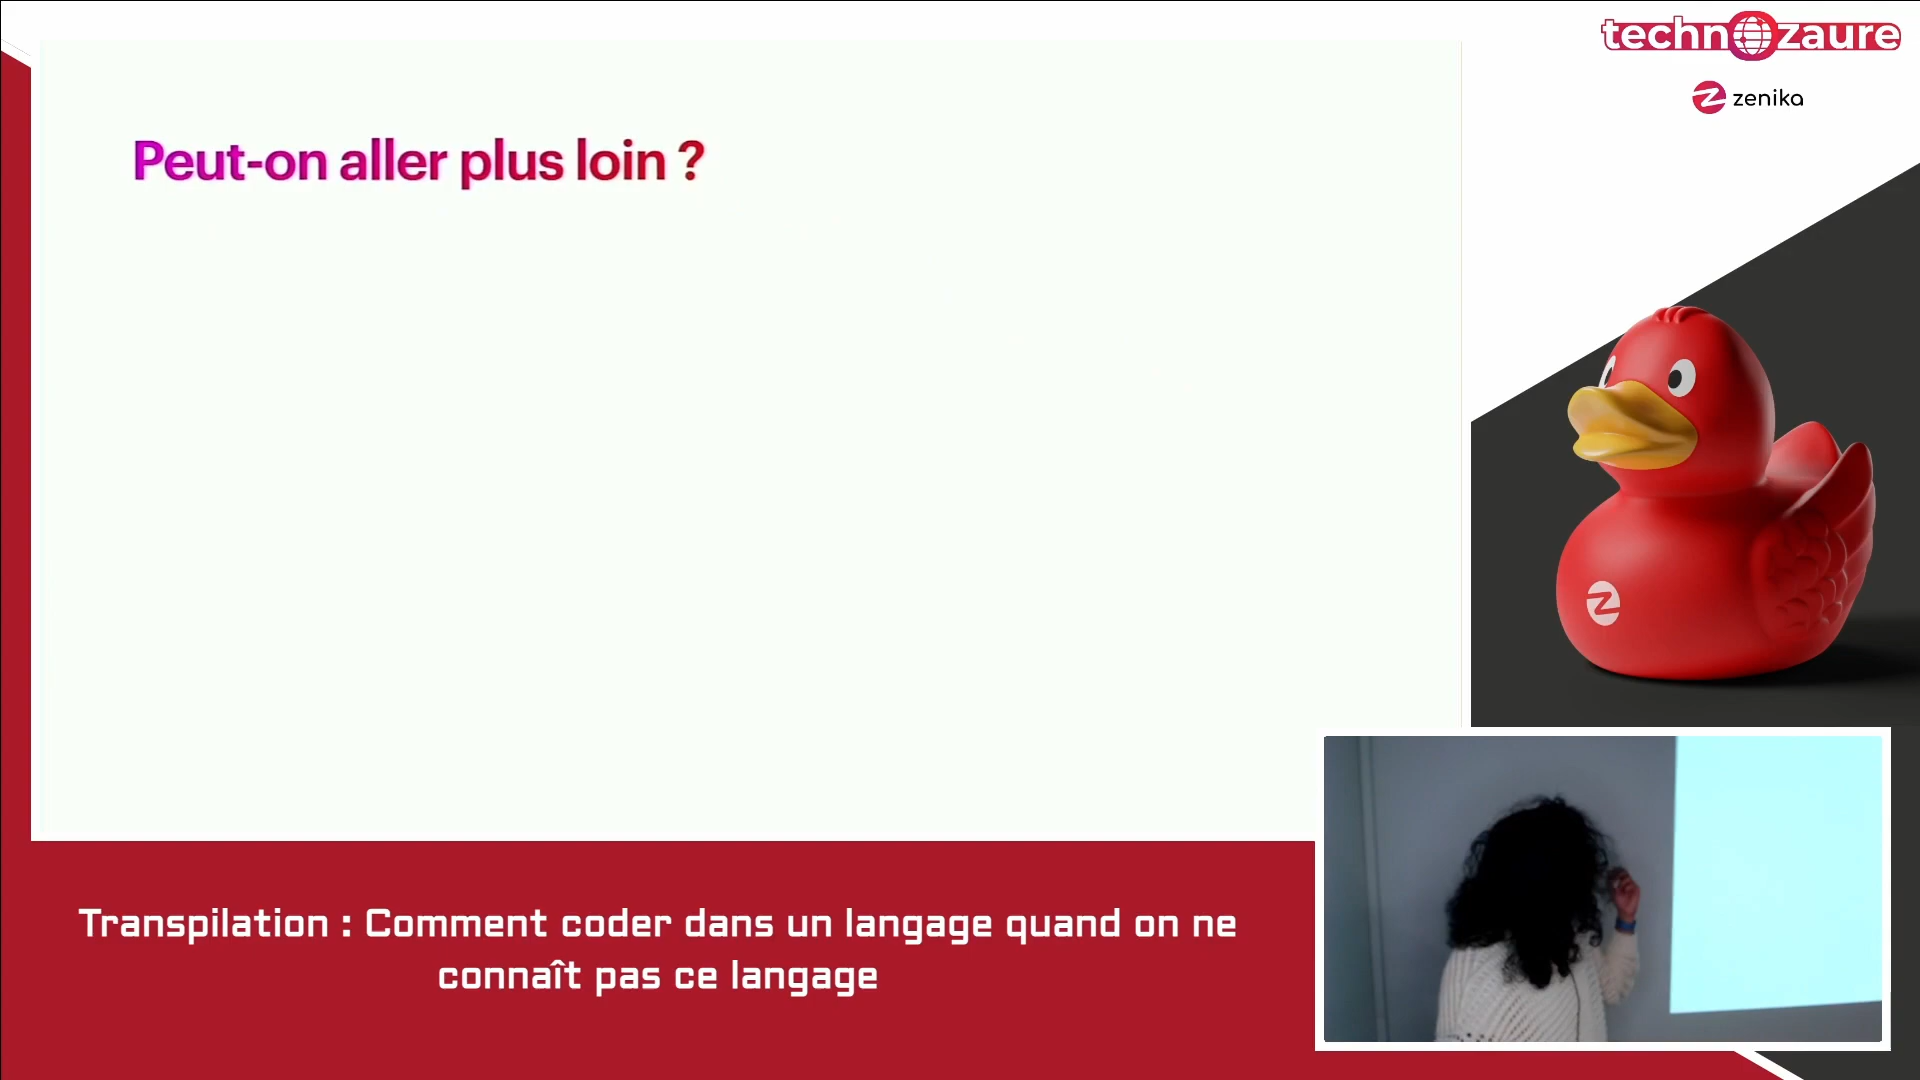 technozaure
zenika
Peut-on aller plus loin ?
Transpilation : Comment coder dans un langage quand on ne
connaît pas ce langage